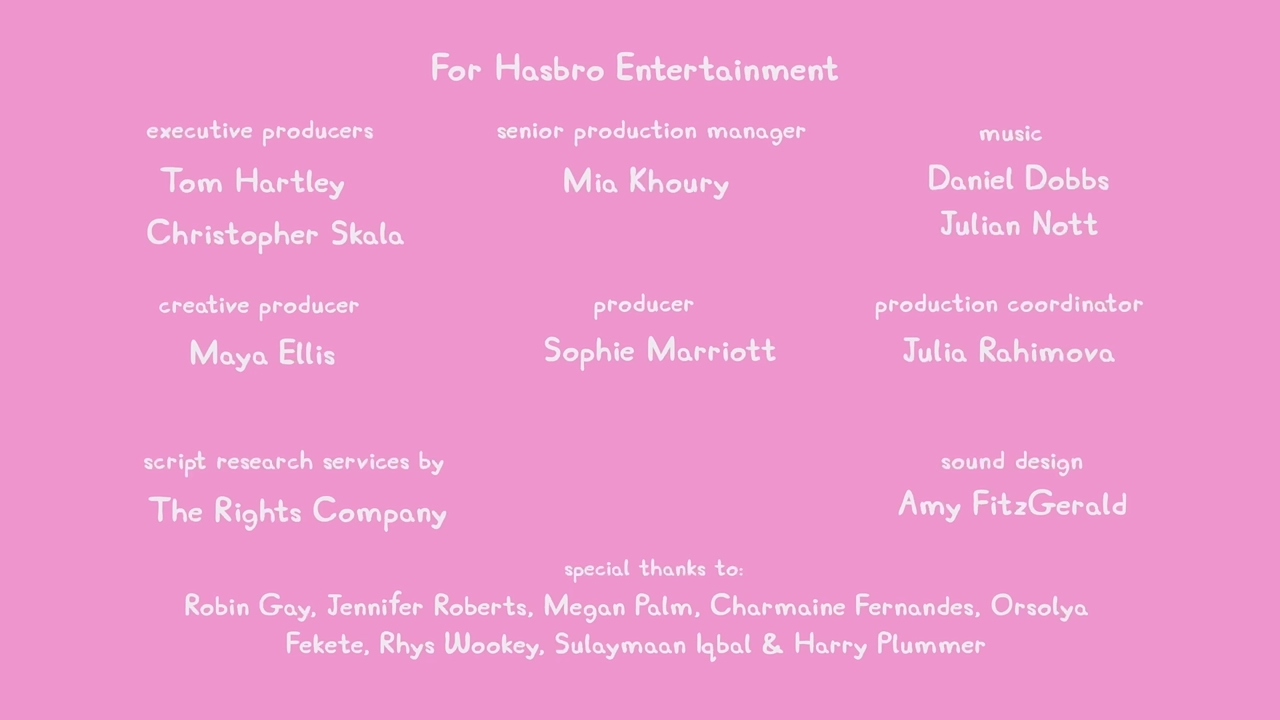 For Hasbro Entertainment
executive producers
Tom Hartley
Christopher Skala
senior production manager
Mia Khoury
music
Daniel Dobbs
Julian Nott
creative producer
Maya Ellis
producer
Sophie Marriott
production coordinator
Julia Rahimova
script research services by
The Rights Company
sound design
Amy FitzGerald
special thanks to:
Robin Gay, Jennifer Roberts, Megan Palm, Charmaine Fernandes, Orsolya
Fekete, Rhys Wookey, Sulaymaan Iqbal & Harry Plummer